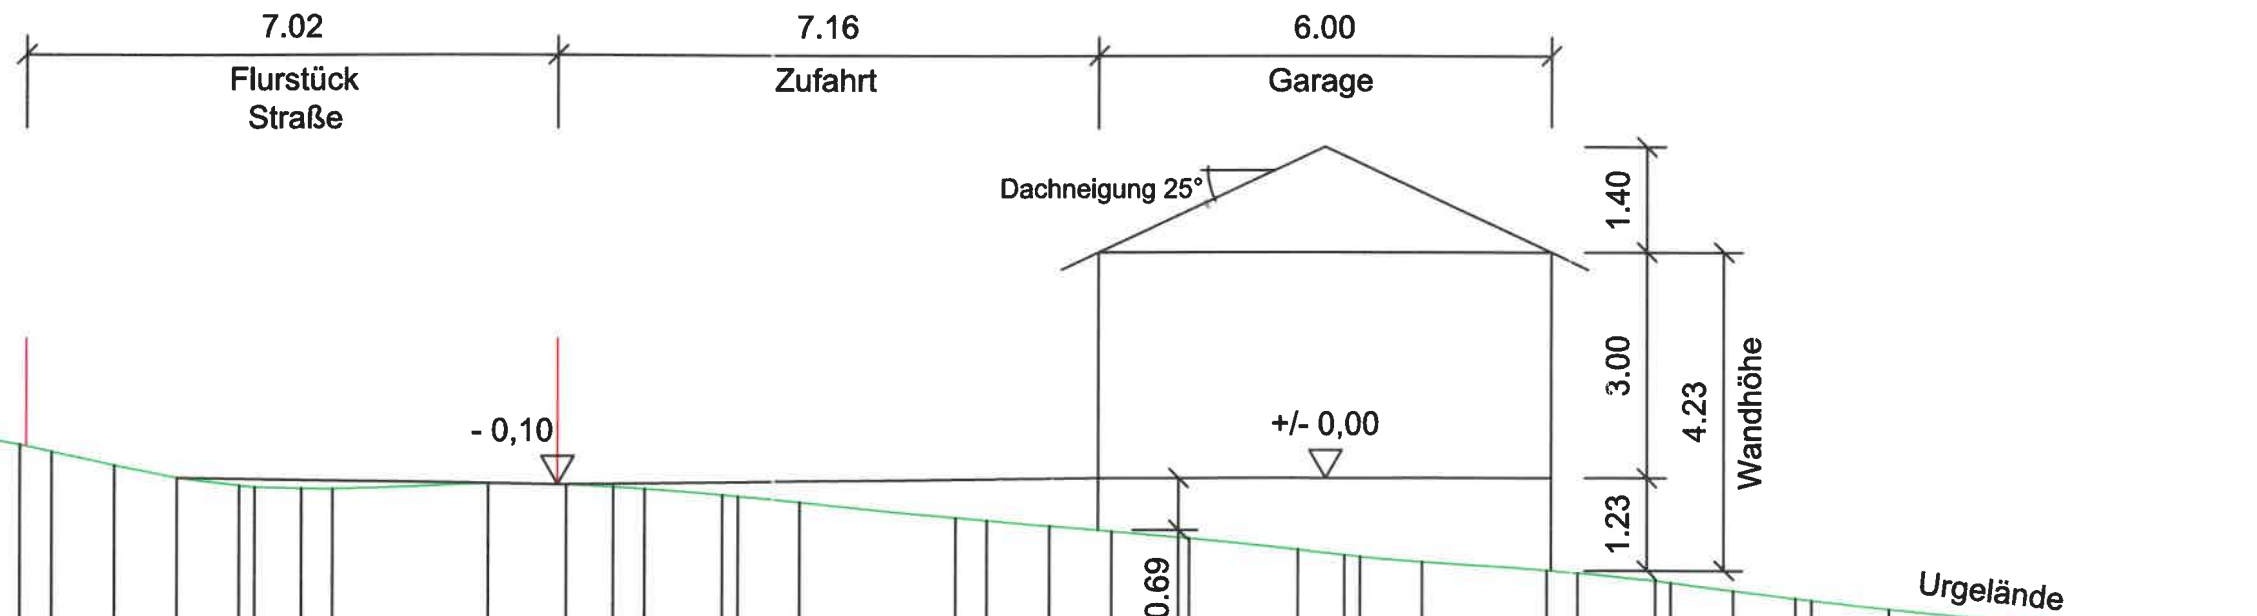 7.02
7.16
6.00
Flurstück
Straße
Zufahrt
Garage
Dachneigung 25°
1.40
3.00
4.23
Wandhöhe
- 0,10
+/- 0,00
1.23
0.69
Urgelände